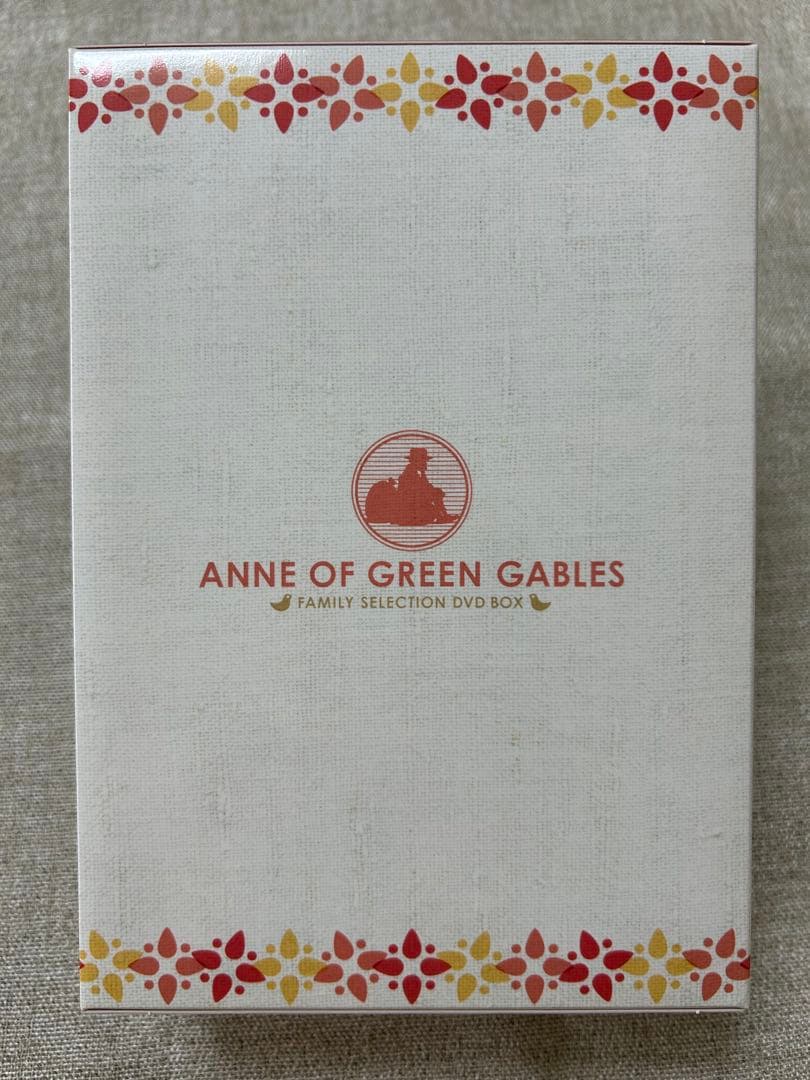 ANNE OF GREEN GABLES
FAMILY SELECTION DVD BOX